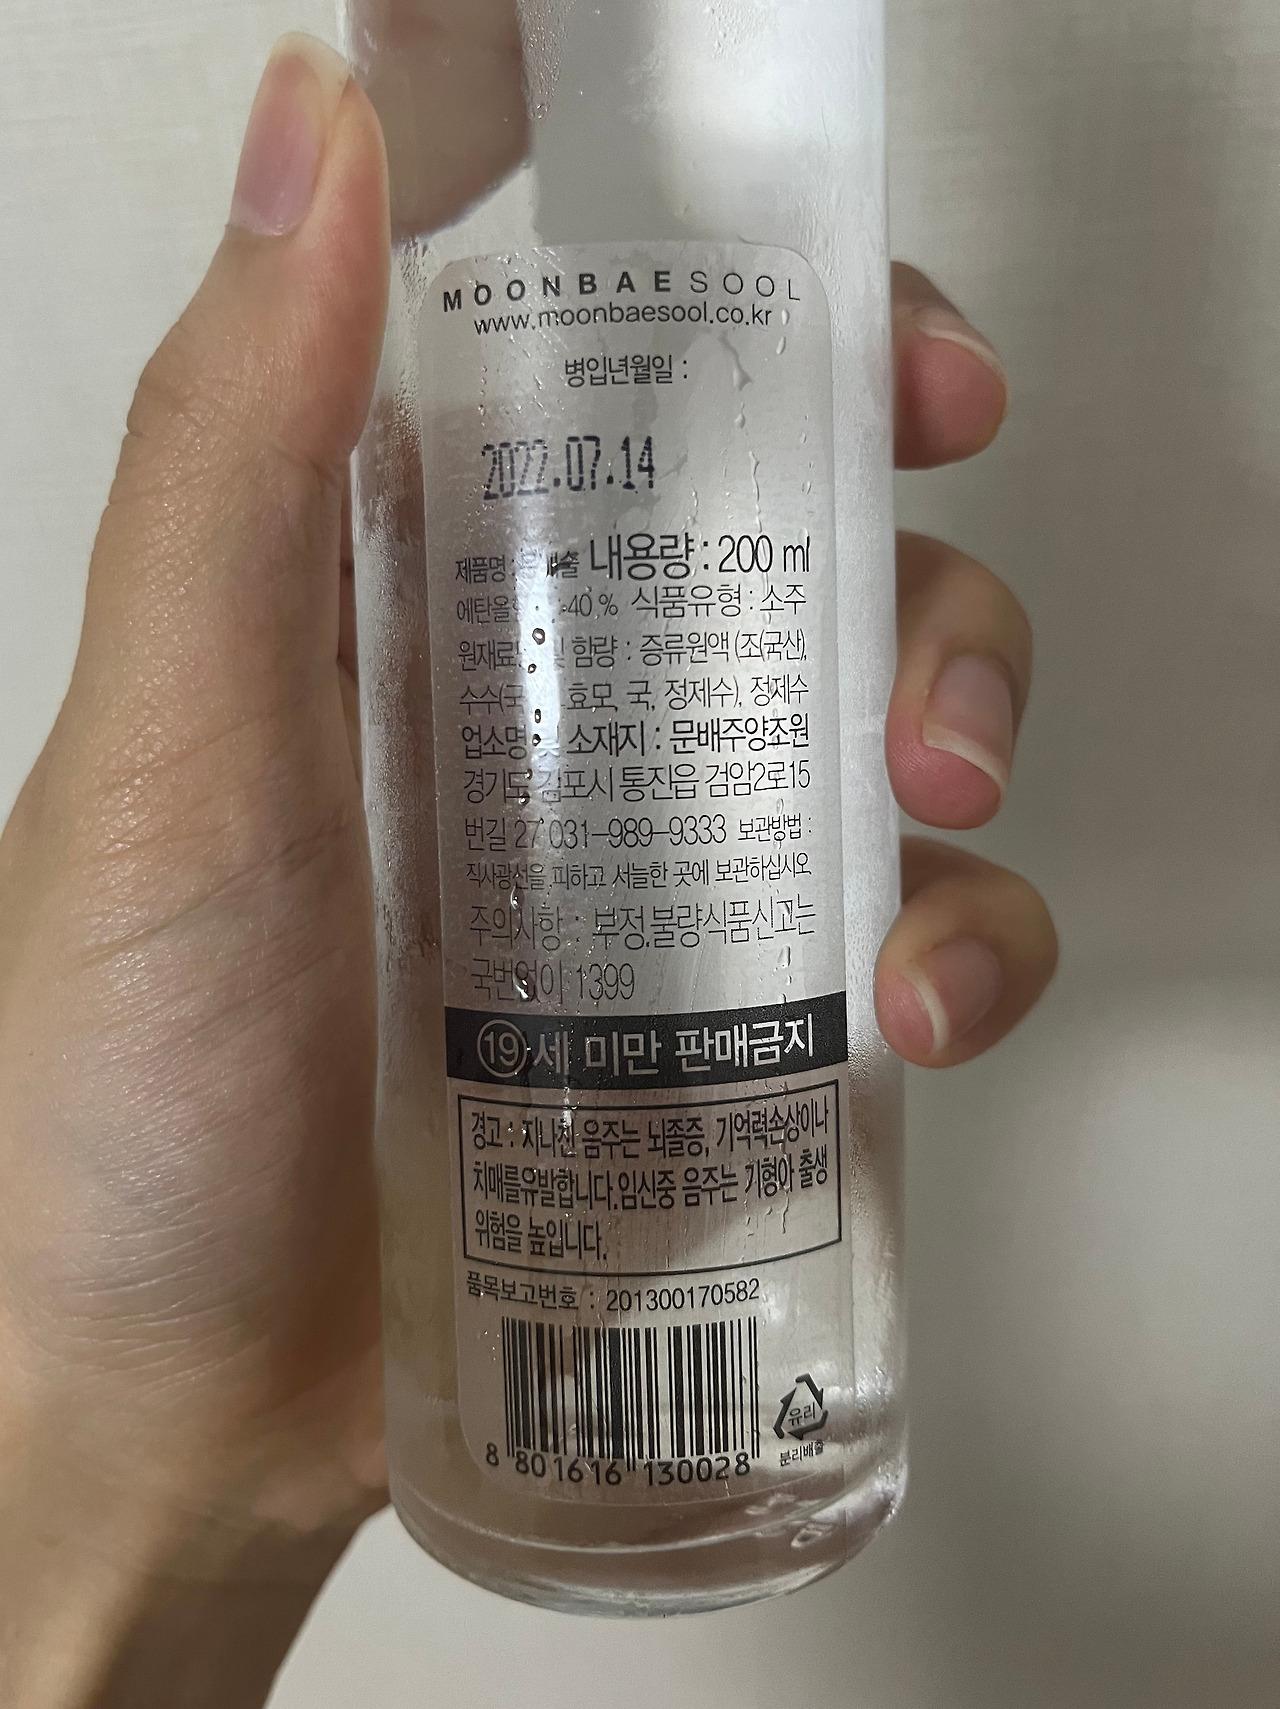 MOONBAESOOL
www.moonbaesool.co.kr
병입년월일 :
2022.07.14
제품명 : 내용량 : 200 ml
40.% 식품유형 : 소주
함량 : 증류원액 (조(국산),
효모, 국, 정제수), 정제수
소재지 : 문배주양조원
경기도 김포시 통진읍 검암2로15
번길 27 031-989-9333 보관방법 :
직사광선을 피하고 서늘한 곳에 보관하십시오
주의사항 : 부정,불량식품신고는
국번없이 1399
19세 미만 판매금지
경고 : 지나친 음주는 뇌졸증, 기억력손상이나
치매를유발합니다.임신중 음주는 기형아 출생
위험을 높입니다.
품목보고번호 : 201300170582
8 801616 130028
유리
분리배출